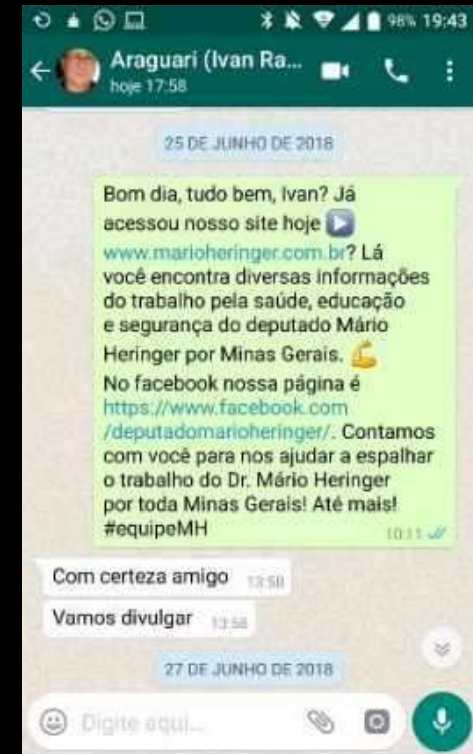 98% 19:43
Araguari (Ivan Ra...
hoje 17:58
25 DE JUNHO DE 2018
Bom dia, tudo bem, Ivan? Já
acessou nosso site hoje
www.marioheringer.com.br? Lá
você encontra diversas informações
do trabalho pela saúde, educação
e segurança do deputado Mário
Heringer por Minas Gerais.
No facebook nossa página é
https://www.facebook.com
/deputadomarioheringer/. Contamos
com você para nos ajudar a espalhar
o trabalho do Dr. Mário Heringer
por toda Minas Gerais! Até mais!
#equipeMH
10:11
Com certeza amigo 13:58
Vamos divulgar 13:58
27 DE JUNHO DE 2018
Digite aqui...